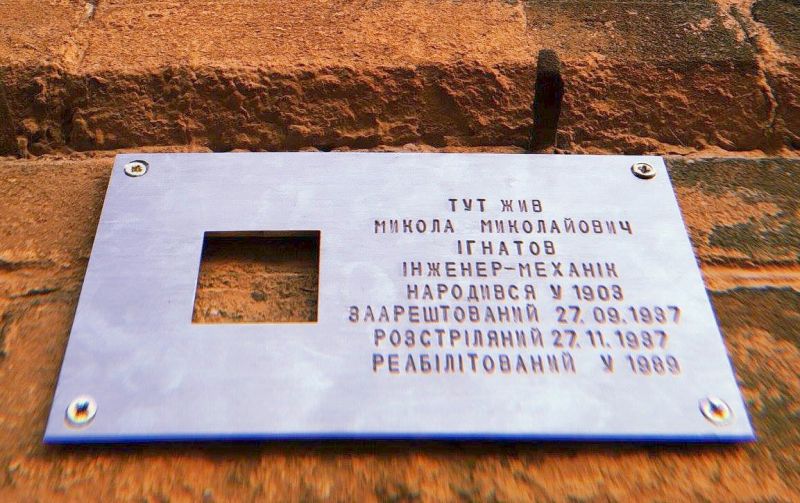 ТУТ ЖИВ
МИКОЛА МИКОЛАЙОВИЧ
ІГНАТОВ
ІНЖЕНЕР-МЕХАНІК
НАРОДИВСЯ У 1903
ЗААРЕШТОВАНИЙ 27.09.1937
РОЗСТРІЛЯНИЙ 27.11.1937
РЕАБІЛІТОВАНИЙ У 1989